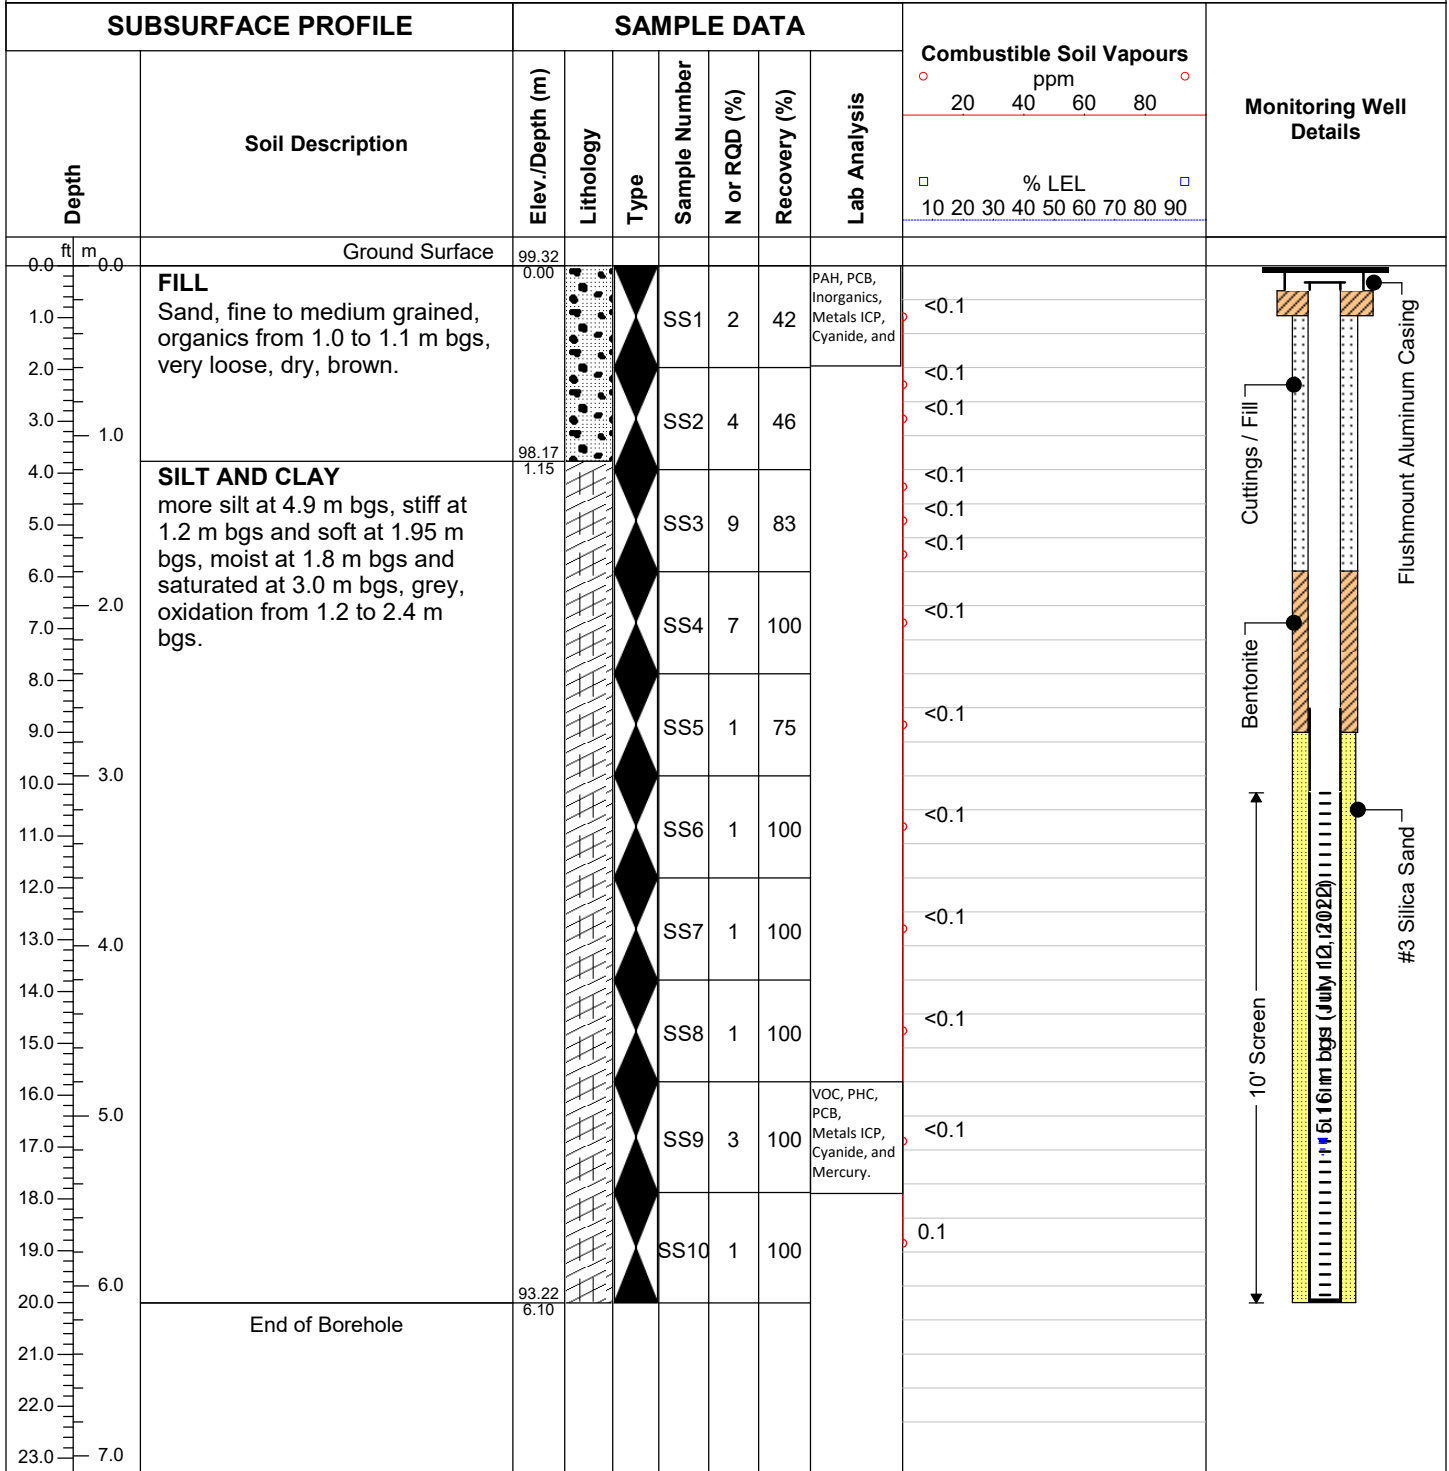 SUBSURFACE PROFILE
SAMPLE DATA
Depth
Soil Description
Elev./Depth (m)
Lithology
Type
Sample Number
N or RQD (%)
Recovery (%)
Lab Analysis
Combustible Soil Vapours
ppm
20 40 60 80
% LEL
10 20 30 40 50 60 70 80 90
Monitoring Well
Details
ft m
Ground Surface
99.32
0.0 0.0
0.00
FILL
Sand, fine to medium grained,
organics from 1.0 to 1.1 m bgs,
very loose, dry, brown.
98.17
1.15
SILT AND CLAY
more silt at 4.9 m bgs, stiff at
1.2 m bgs and soft at 1.95 m
bgs, moist at 1.8 m bgs and
saturated at 3.0 m bgs, grey,
oxidation from 1.2 to 2.4 m
bgs.
93.22
6.10
End of Borehole
1.0
2.0
3.0
1.0
4.0
5.0
6.0
2.0
7.0
8.0
9.0
3.0
10.0
11.0
12.0
13.0
4.0
14.0
15.0
16.0
5.0
17.0
18.0
19.0
6.0
20.0
21.0
22.0
23.0
7.0
SS1 2 42
SS2 4 46
SS3 9 83
SS4 7 100
SS5 1 75
SS6 1 100
SS7 1 100
SS8 1 100
SS9 3 100
SS10 1 100
PAH, PCB,
Inorganics,
Metals ICP,
Cyanide, and
VOC, PHC,
PCB,
Metals ICP,
Cyanide, and
Mercury.
<0.1
<0.1
<0.1
<0.1
<0.1
<0.1
<0.1
<0.1
<0.1
<0.1
<0.1
<0.1
0.1
Flushmount Aluminum Casing
Cuttings / Fill
Bentonite
#3 Silica Sand
10' Screen
5.16 m bgs (July 12, 2022)